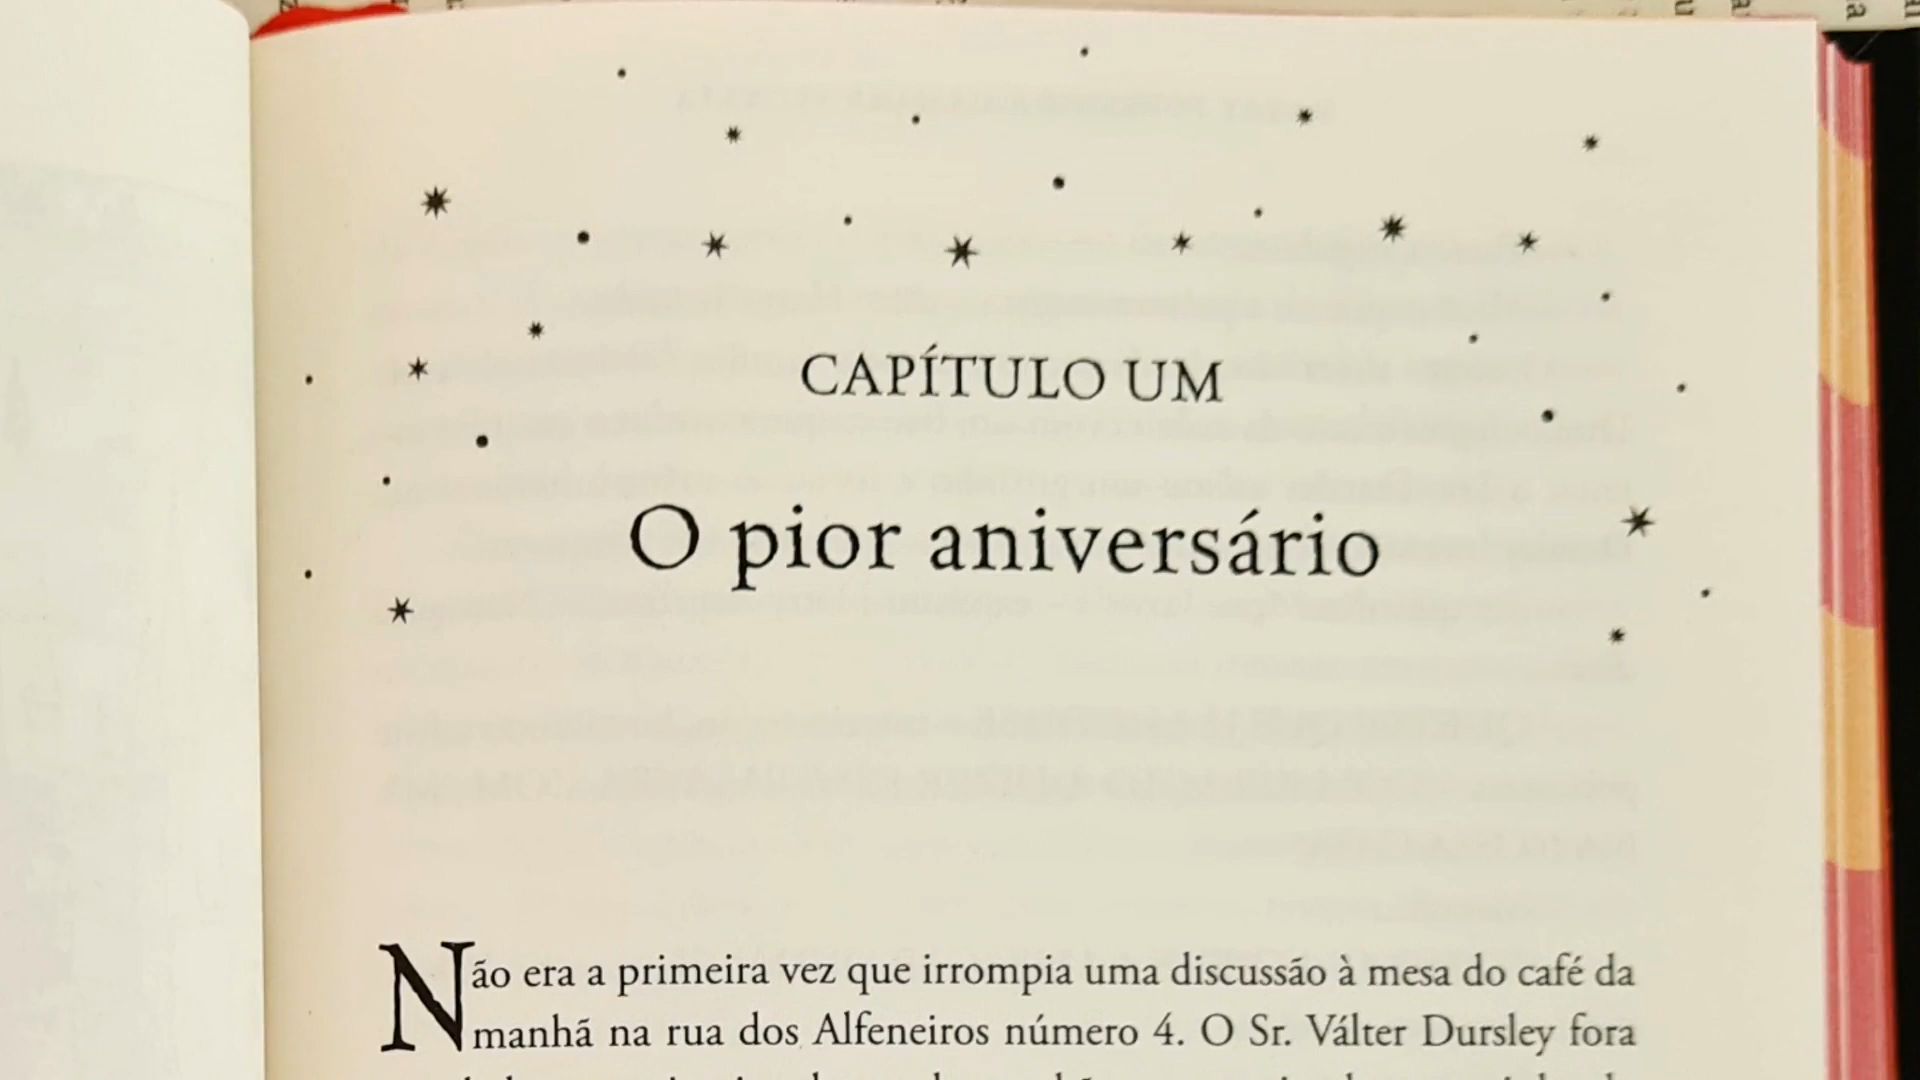 CAPÍTULO UM
O pior aniversário
Não era a primeira vez que irrompia uma discussão à mesa do café da
manhã na rua dos Alfeneiros número 4. O Sr. Válter Dursley fora